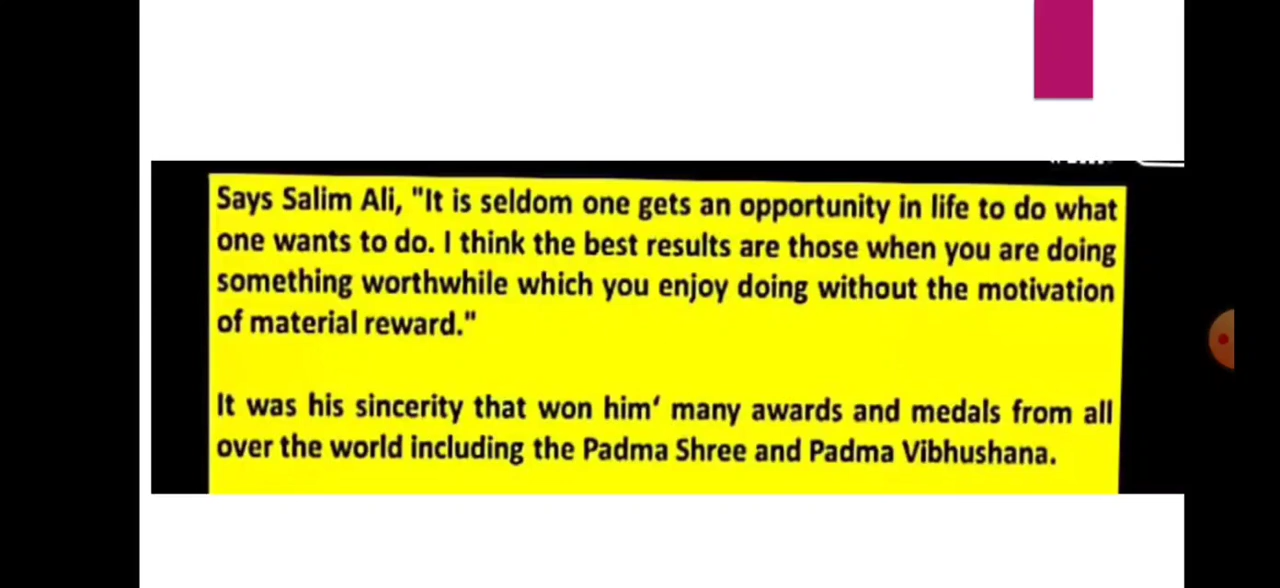 Says Salim Ali, "It is seldom one gets an opportunity in life to do what
one wants to do. I think the best results are those when you are doing
something worthwhile which you enjoy doing without the motivation
of material reward."
It was his sincerity that won him‘ many awards and medals from all
over the world including the Padma Shree and Padma Vibhushana.